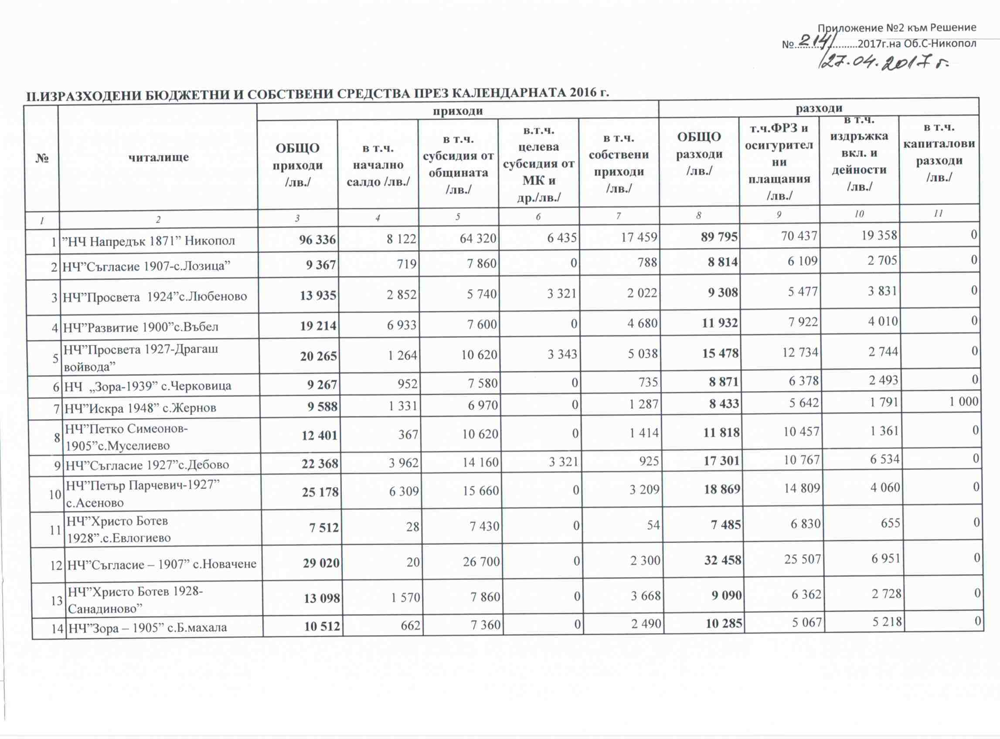 Приложение №2 към Решение
№ 214/ ..........2017г.на Об.С-Никопол
/27.04.2017 г.
II.ИЗРАЗХОДЕНИ БЮДЖЕТНИ И СОБСТВЕНИ СРЕДСТВА ПРЕЗ КАЛЕНДАРНАТА 2016 г.
приходи разходи
№ читалище ОБЩО приходи /лв./ в т.ч. начално салдо /лв./ в т.ч. субсидия от общината /лв./ в.т.ч. целева субсидия от МК и др./лв./ в т.ч. собствени приходи /лв./ ОБЩО разходи /лв./ т.ч.ФРЗ и осигурител ни плащания /лв./ в т.ч. издръжка вкл. и дейности /лв./ в т.ч. капиталови разходи /лв./
1 2 3 4 5 6 7 8 9 10 11
1 ”НЧ Напредък 1871” Никопол 96 336 8 122 64 320 6 435 17 459 89 795 70 437 19 358 0
2 НЧ”Съгласие 1907-с.Лозица” 9 367 719 7 860 0 788 8 814 6 109 2 705 0
3 НЧ”Просвета 1924”с.Любеново 13 935 2 852 5 740 3 321 2 022 9 308 5 477 3 831 0
4 НЧ”Развитие 1900”с.Въбел 19 214 6 933 7 600 0 4 680 11 932 7 922 4 010 0
5 НЧ”Просвета 1927-Драгаш войвода” 20 265 1 264 10 620 3 343 5 038 15 478 12 734 2 744 0
6 НЧ „Зора-1939” с.Черковица 9 267 952 7 580 0 735 8 871 6 378 2 493 0
7 НЧ”Искра 1948” с.Жернов 9 588 1 331 6 970 0 1 287 8 433 5 642 1 791 1 000
8 НЧ”Петко Симеонов-1905”с.Муселиево 12 401 367 10 620 0 1 414 11 818 10 457 1 361 0
9 НЧ”Съгласие 1927”с.Дебово 22 368 3 962 14 160 3 321 925 17 301 10 767 6 534 0
10 НЧ”Петър Парчевич-1927” с.Асеново 25 178 6 309 15 660 0 3 209 18 869 14 809 4 060 0
11 НЧ”Христо Ботев 1928”.с.Евлогиево 7 512 28 7 430 0 54 7 485 6 830 655 0
12 НЧ”Съгласие – 1907” с.Новачене 29 020 20 26 700 0 2 300 32 458 25 507 6 951 0
13 НЧ”Христо Ботев 1928-Санадиново” 13 098 1 570 7 860 0 3 668 9 090 6 362 2 728 0
14 НЧ”Зора – 1905” с.Б.махала 10 512 662 7 360 0 2 490 10 285 5 067 5 218 0